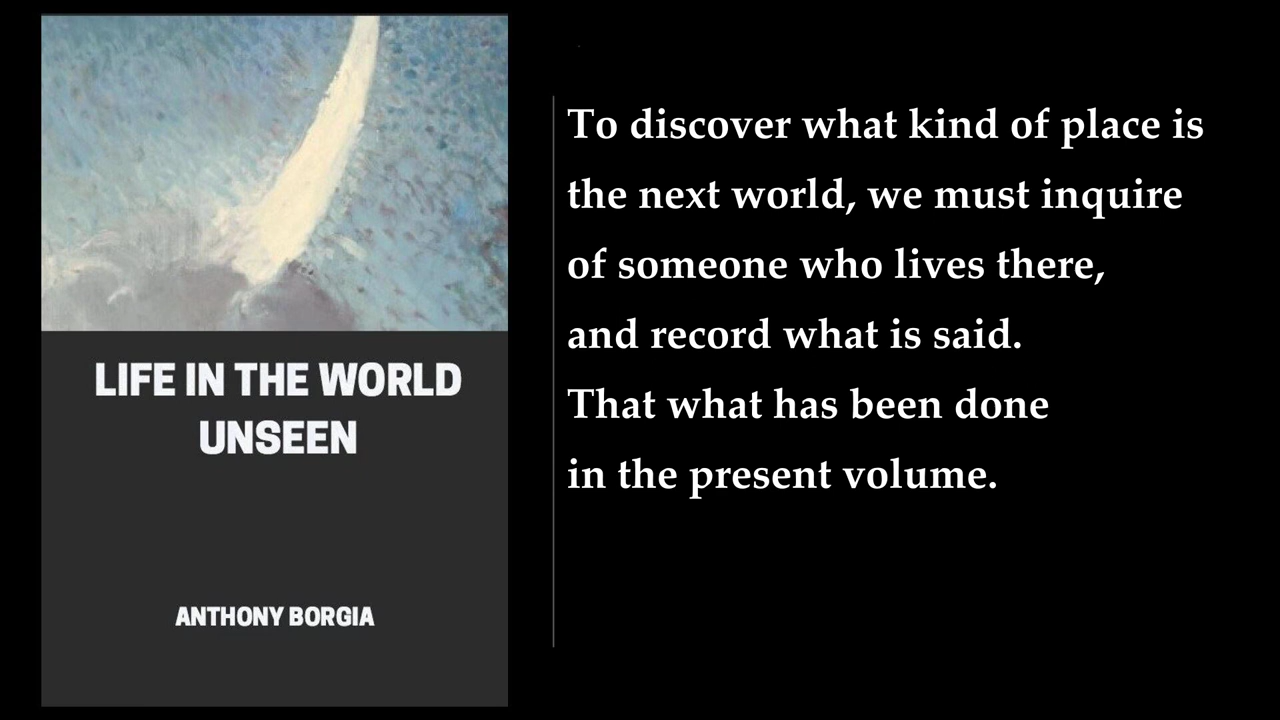 LIFE IN THE WORLD
UNSEEN
ANTHONY BORGIA
To discover what kind of place is
the next world, we must inquire
of someone who lives there,
and record what is said.
That what has been done
in the present volume.